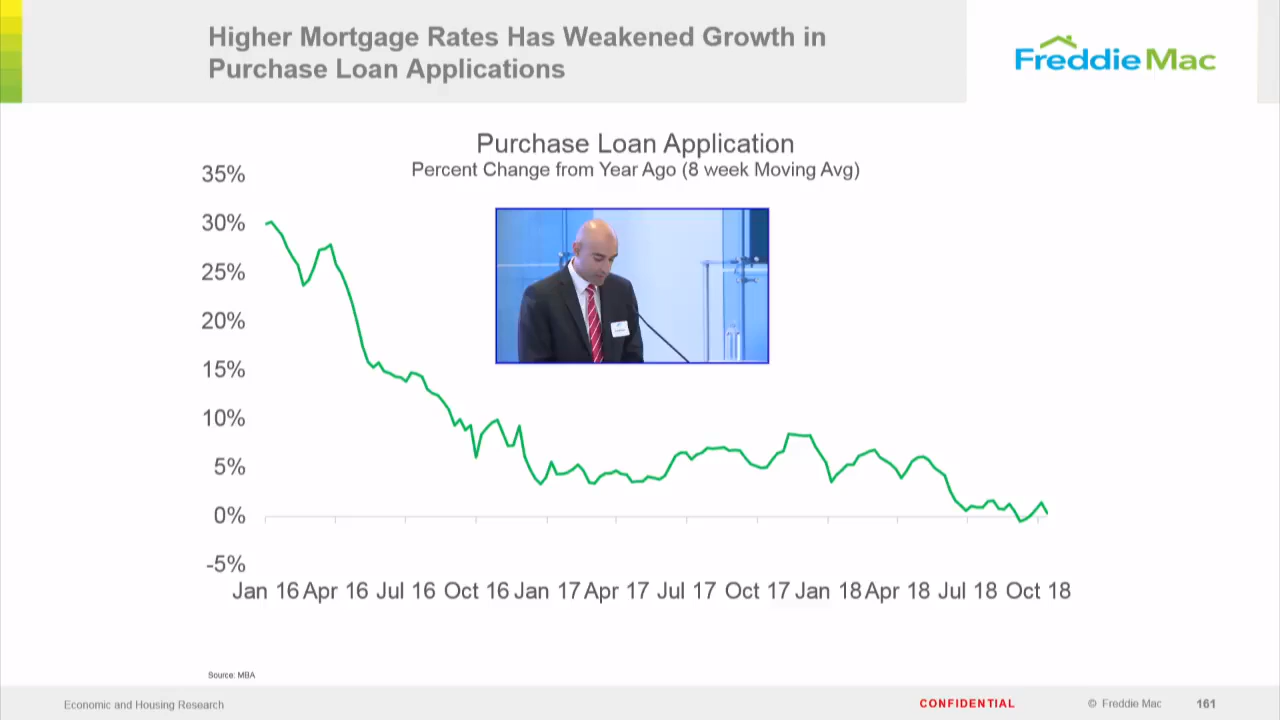 Higher Mortgage Rates Has Weakened Growth in
Purchase Loan Applications
Freddie Mac
Purchase Loan Application
Percent Change from Year Ago (8 week Moving Avg)
35%
30%
25%
20%
15%
10%
5%
0%
-5%
Jan 16 Apr 16 Jul 16 Oct 16 Jan 17 Apr 17 Jul 17 Oct 17 Jan 18 Apr 18 Jul 18 Oct 18
Source: MBA
Economic and Housing Research CONFIDENTIAL © Freddie Mac 161